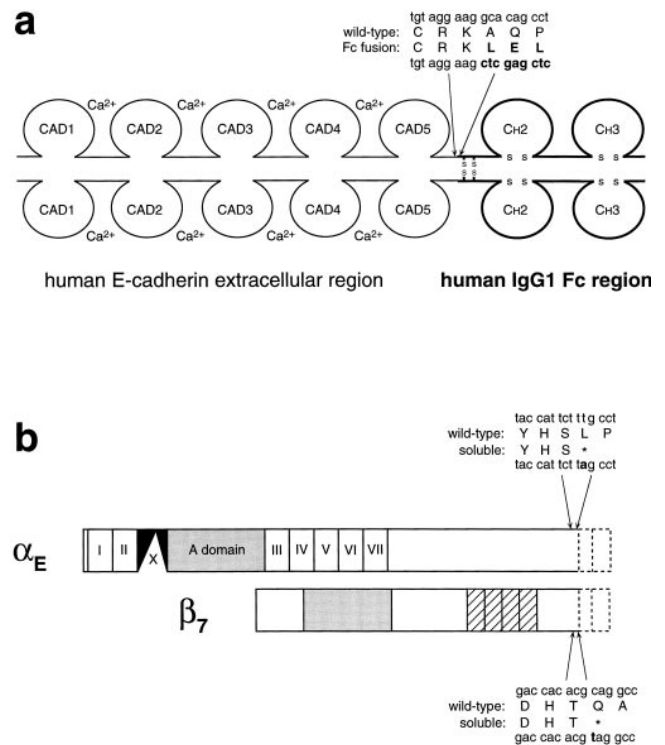 a
tgt agg aag gca cag cct
wild-type: C R K A Q P
Fc fusion: C R K L E L
tgt agg aag ctc gag ctc
Ca2+ Ca2+ Ca2+ Ca2+ Ca2+
CAD1 CAD2 CAD3 CAD4 CAD5 CH2 CH3
s s s s s s
s s s s s s
CAD1 CAD2 CAD3 CAD4 CAD5 CH2 CH3
Ca2+ Ca2+ Ca2+ Ca2+ Ca2+
human E-cadherin extracellular region human IgG1 Fc region
b
tac cat tct ttg cct
wild-type: Y H S L P
soluble: Y H S *
tac cat tct tag cct
αE I II X A domain III IV V VI VII
β7
gac cac acg cag gcc
wild-type: D H T Q A
soluble: D H T *
gac cac acg tag gcc